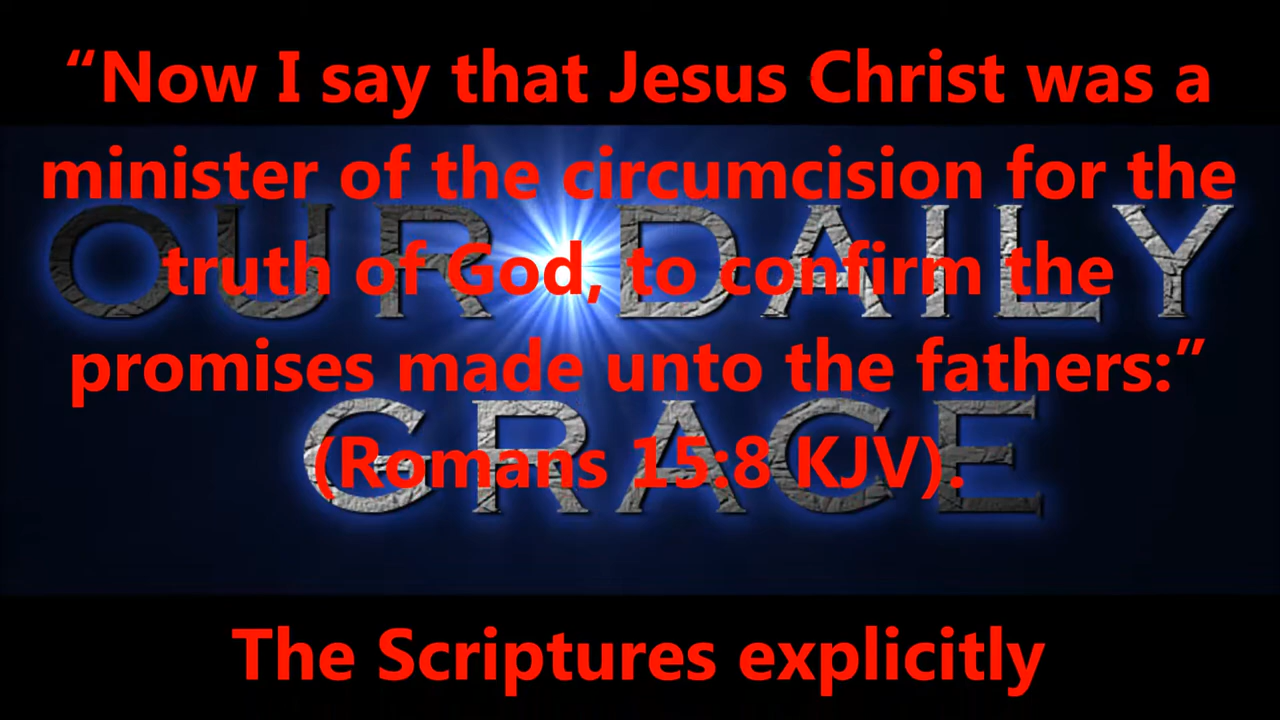 “Now I say that Jesus Christ was a
minister of the circumcision for the
OUR DAILY
truth of God, to confirm the
promises made unto the fathers:”
GRACE
(Romans 15:8 KJV).
The Scriptures explicitly